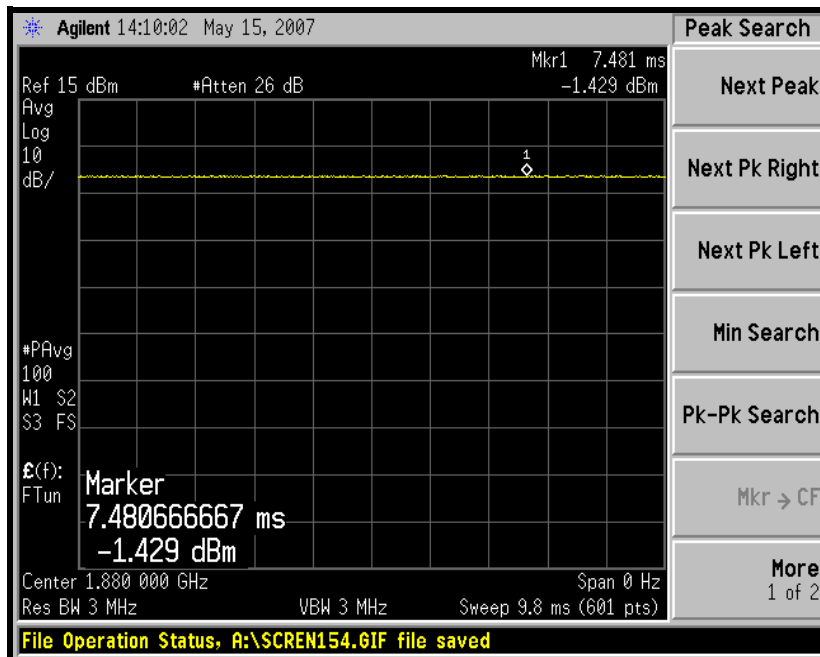 Agilent 14:10:02 May 15, 2007
Peak Search
Mkr1 7.481 ms
Ref 15 dBm #Atten 26 dB -1.429 dBm
Avg
Log
10
dB/
1
#PAvg
100
W1 S2
S3 FS
£(f):
FTun
Marker
7.480666667 ms
-1.429 dBm
Center 1.880 000 GHz Span 0 Hz
Res BW 3 MHz VBW 3 MHz Sweep 9.8 ms (601 pts)
File Operation Status, A:\SCREN154.GIF file saved
Next Peak
Next Pk Right
Next Pk Left
Min Search
Pk-Pk Search
Mkr → CF
More
1 of 2